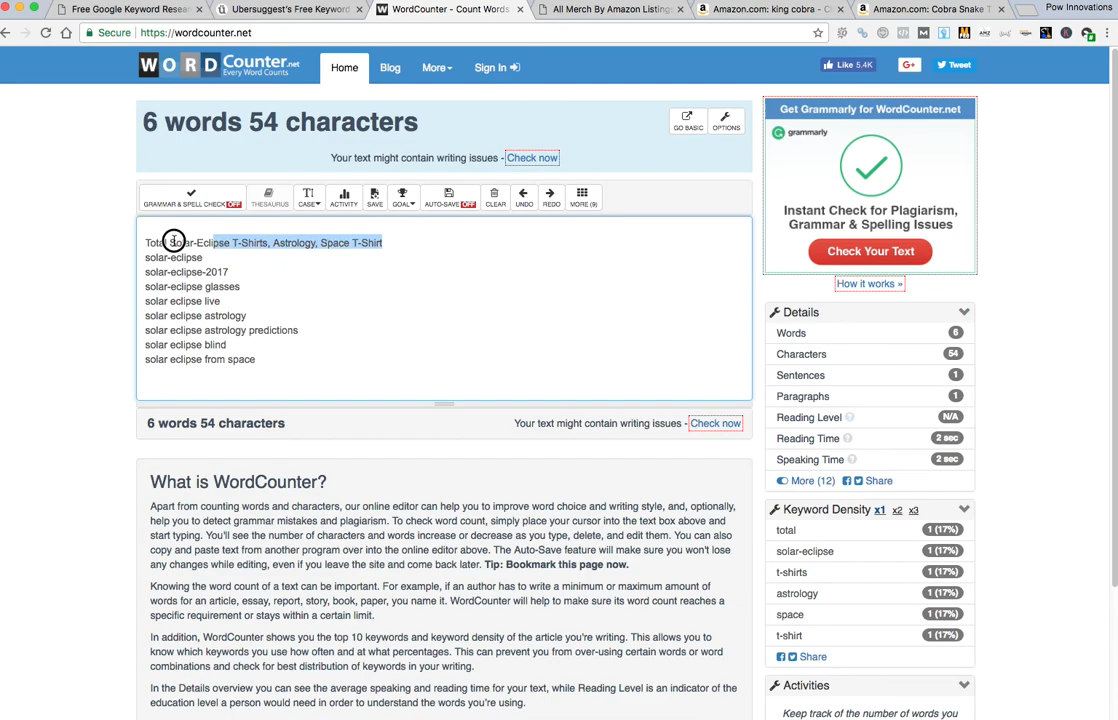 Free Google Keyword Resear
Ubersuggest's Free Keyword
WordCounter - Count Words
All Merch By Amazon Listings
Amazon.com: king cobra - C
Amazon.com: Cobra Snake T
Pow Innovations
Secure https://wordcounter.net
WORD Counter.net
Every Word Counts
Home Blog More Sign In
Like 5.4K
G+
Tweet
6 words 54 characters
GO BASIC OPTIONS
Your text might contain writing issues - Check now
GRAMMAR & SPELL CHECK OFF THESAURUS CASE ACTIVITY SAVE GOAL AUTO-SAVE OFF CLEAR UNDO REDO MORE (9)
Total Solar-Eclipse T-Shirts, Astrology, Space T-Shirt
solar-eclipse
solar-eclipse-2017
solar-eclipse glasses
solar eclipse live
solar eclipse astrology
solar eclipse astrology predictions
solar eclipse blind
solar eclipse from space
6 words 54 characters
Your text might contain writing issues - Check now
What is WordCounter?
Apart from counting words and characters, our online editor can help you to improve word choice and writing style, and, optionally,
help you to detect grammar mistakes and plagiarism. To check word count, simply place your cursor into the text box above and
start typing. You'll see the number of characters and words increase or decrease as you type, delete, and edit them. You can also
copy and paste text from another program over into the online editor above. The Auto-Save feature will make sure you won't lose
any changes while editing, even if you leave the site and come back later. Tip: Bookmark this page now.
Knowing the word count of a text can be important. For example, if an author has to write a minimum or maximum amount of
words for an article, essay, report, story, book, paper, you name it. WordCounter will help to make sure its word count reaches a
specific requirement or stays within a certain limit.
In addition, WordCounter shows you the top 10 keywords and keyword density of the article you're writing. This allows you to
know which keywords you use how often and at what percentages. This can prevent you from over-using certain words or word
combinations and check for best distribution of keywords in your writing.
In the Details overview you can see the average speaking and reading time for your text, while Reading Level is an indicator of the
education level a person would need in order to understand the words you're using.
Get Grammarly for WordCounter.net
grammarly
Instant Check for Plagiarism,
Grammar & Spelling Issues
Check Your Text
How it works »
Details
Words 6
Characters 54
Sentences 1
Paragraphs 1
Reading Level N/A
Reading Time 2 sec
Speaking Time 2 sec
More (12) Share
Keyword Density x1 x2 x3
total 1 (17%)
solar-eclipse 1 (17%)
t-shirts 1 (17%)
astrology 1 (17%)
space 1 (17%)
t-shirt 1 (17%)
Share
Activities
Keep track of the number of words you